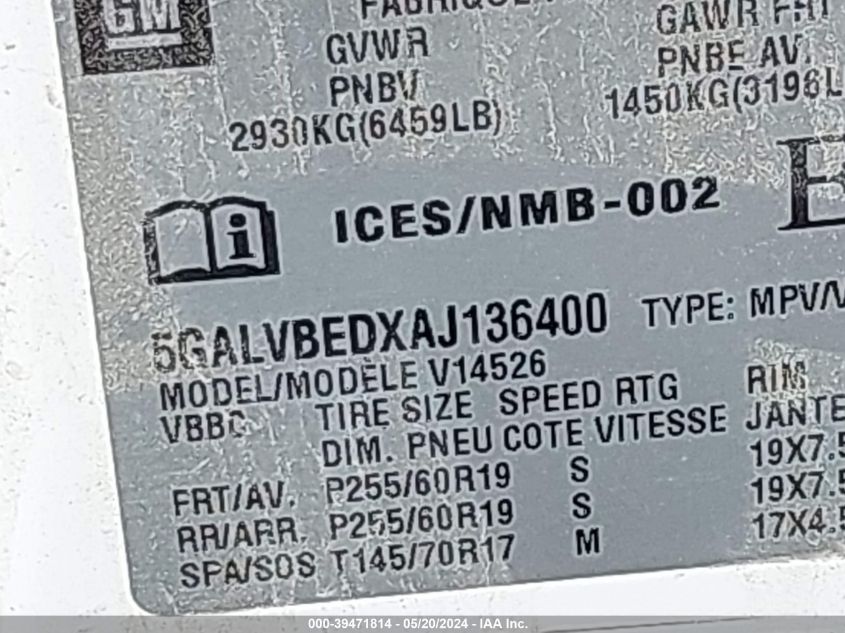 GM
GVWR
PNBV
2930KG(6459LB)
GAWR FRT
PNBE AV.
1450KG(3196L
ICES/NMB-002
5GALVBEDXAJ136400 TYPE: MPV/V
MODEL/MODÈLE V14526
VBBC TIRE SIZE SPEED RTG RIM
DIM. PNEU COTE VITESSE JANTE
FRT/AV. P255/60R19 S 19X7.5
RR/ARR. P255/60R19 S 19X7.5
SPA/SOS T145/70R17 M 17X4.5
000-39471814 / 05/20/2024 - IAA Inc.